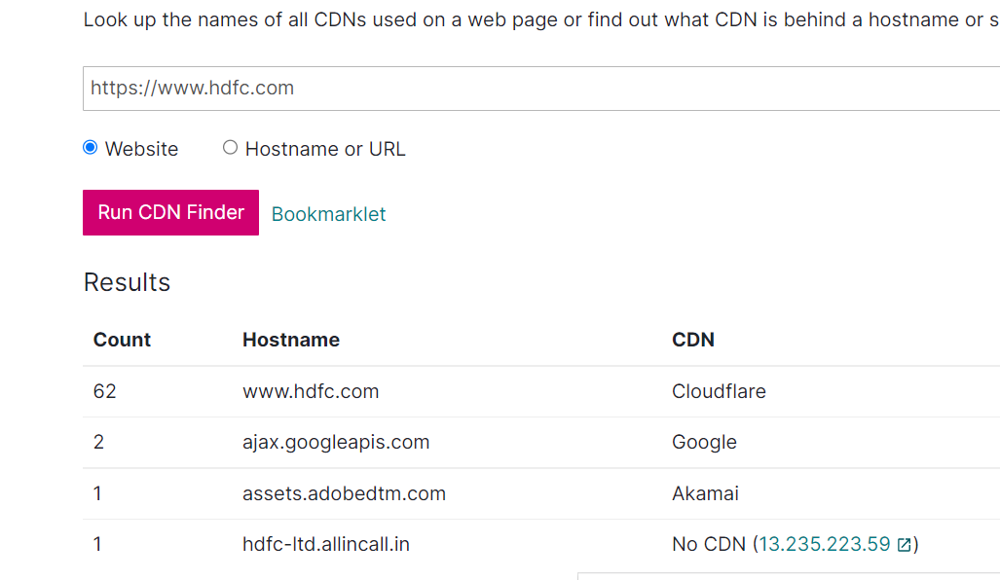 Look up the names of all CDNs used on a web page or find out what CDN is behind a hostname or s
https://www.hdfc.com
Website Hostname or URL
Run CDN Finder Bookmarklet
Results
Count Hostname CDN
62 www.hdfc.com Cloudflare
2 ajax.googleapis.com Google
1 assets.adobedtm.com Akamai
1 hdfc-ltd.allincall.in No CDN (13.235.223.59)